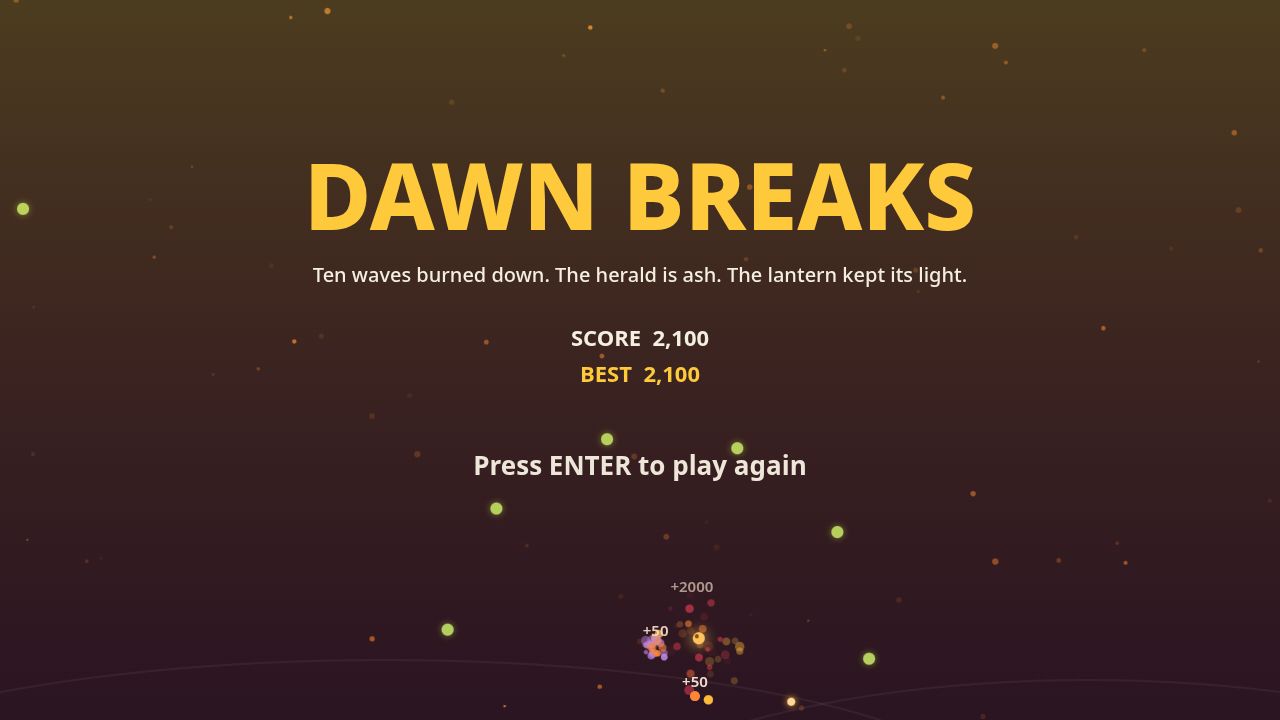 DAWN BREAKS
Ten waves burned down. The herald is ash. The lantern kept its light.
SCORE 2,100
BEST 2,100
Press ENTER to play again
+2000
+50
+50